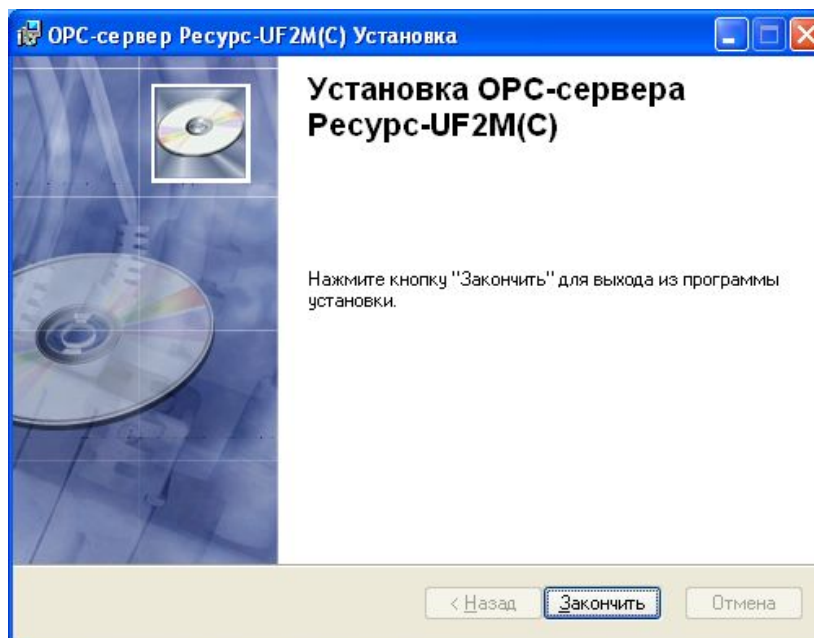 OPC-сервер Ресурс-UF2M(C) Установка
Установка OPC-сервера
Ресурс-UF2M(C)
Нажмите кнопку "Закончить" для выхода из программы
установки.
< Назад Закончить Отмена